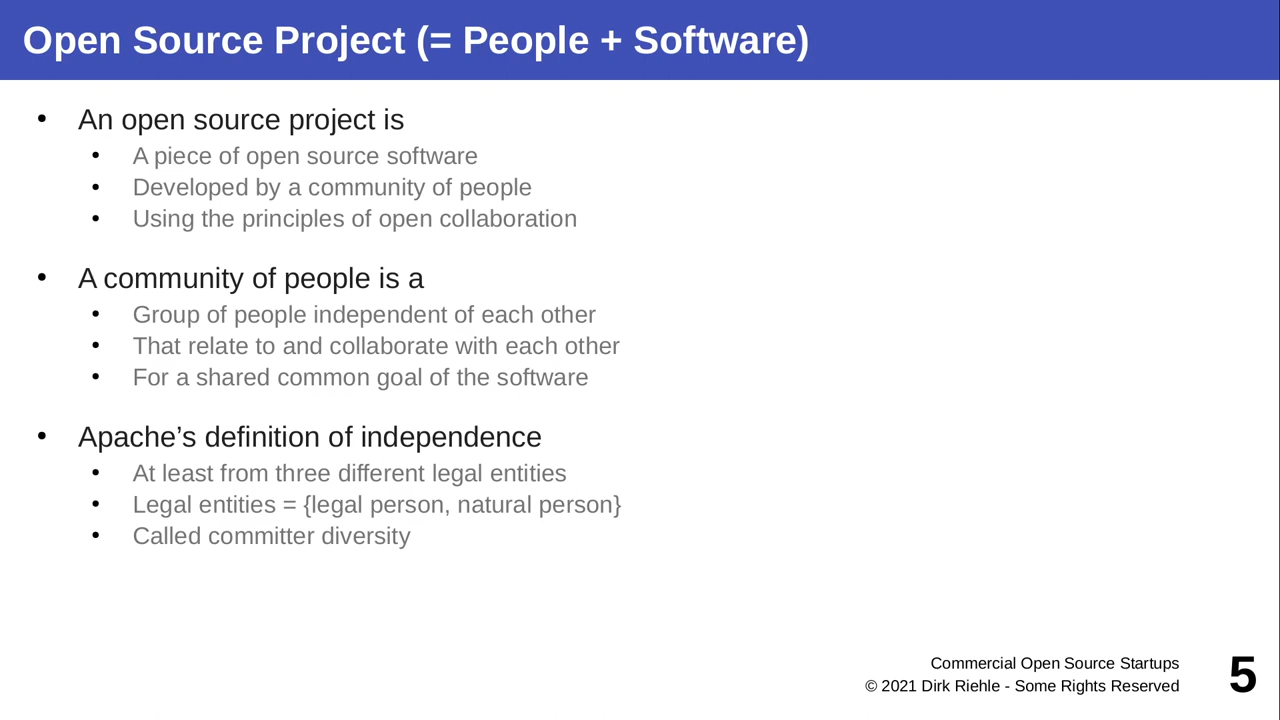 Open Source Project (= People + Software)
• An open source project is
• A piece of open source software
• Developed by a community of people
• Using the principles of open collaboration
• A community of people is a
• Group of people independent of each other
• That relate to and collaborate with each other
• For a shared common goal of the software
• Apache’s definition of independence
• At least from three different legal entities
• Legal entities = {legal person, natural person}
• Called committer diversity
Commercial Open Source Startups
© 2021 Dirk Riehle - Some Rights Reserved
5